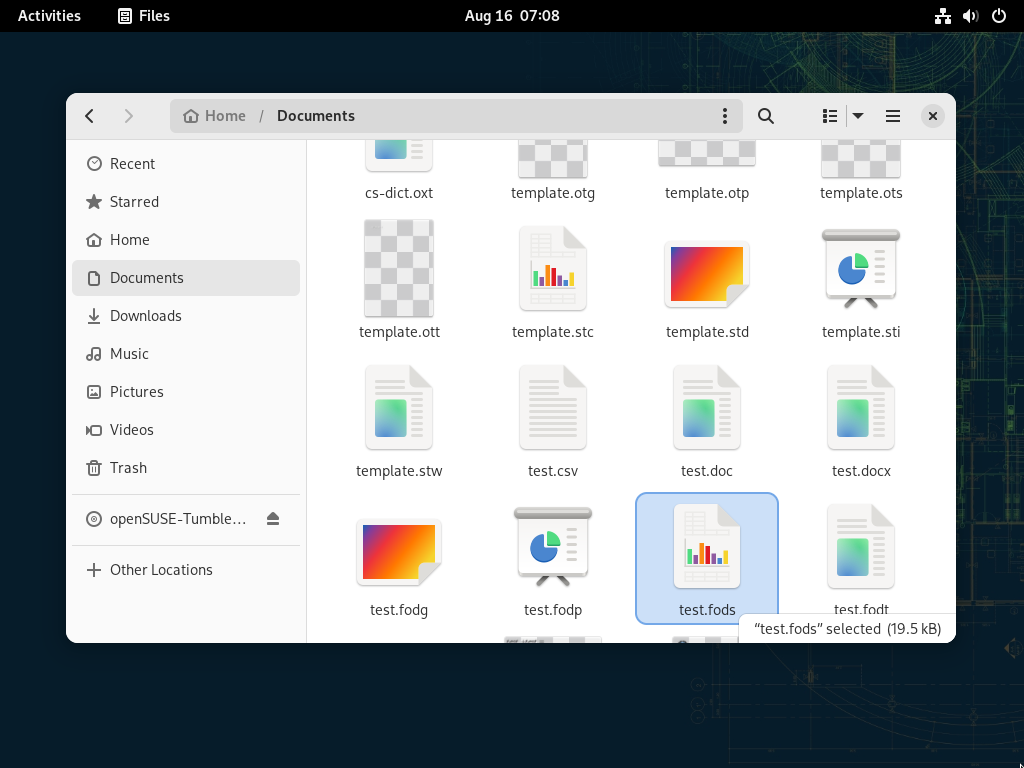 Activities
Files
Aug 16 07:08
Home / Documents
Recent
Starred
Home
Documents
Downloads
Music
Pictures
Videos
Trash
openSUSE-Tumble…
Other Locations
cs-dict.oxt
template.otg
template.otp
template.ots
template.ott
template.stc
template.std
template.sti
template.stw
test.csv
test.doc
test.docx
test.fodg
test.fodp
test.fods
test.fodt
“test.fods” selected (19.5 kB)